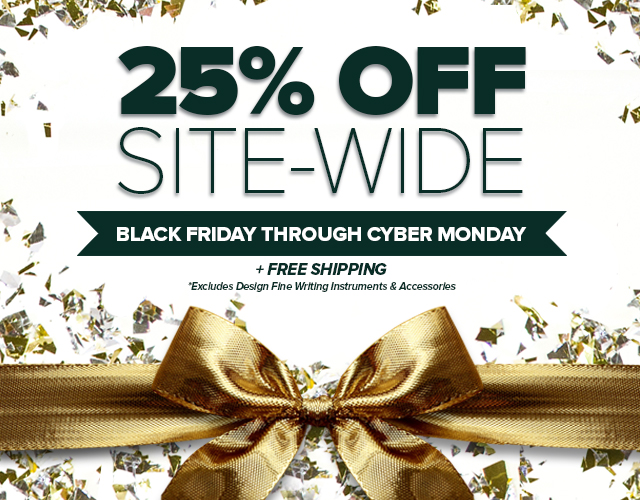 25% OFF
SITE-WIDE
BLACK FRIDAY THROUGH CYBER MONDAY
+ FREE SHIPPING
*Excludes Design Fine Writing Instruments & Accessories